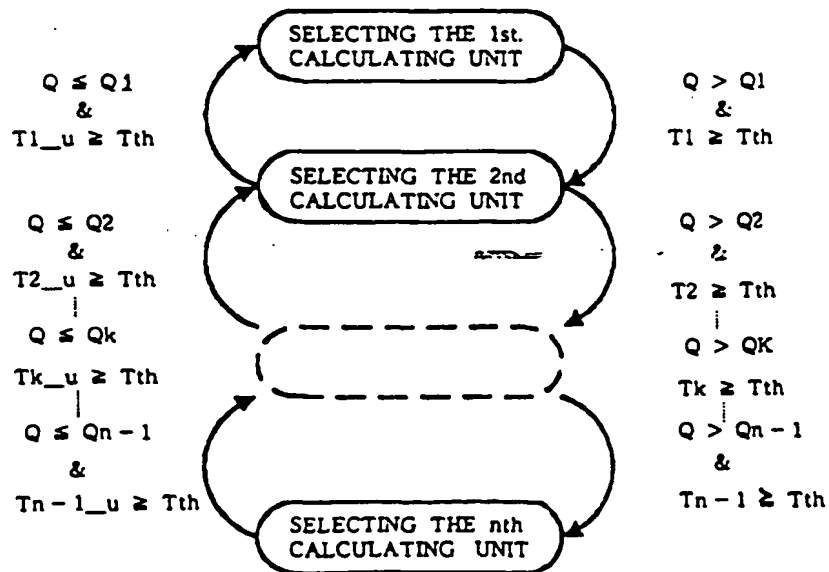 SELECTING THE 1st.
CALCULATING UNIT
Q ≤ Q1
&
T1_u ≧ Tth
Q > Q1
&
T1 ≧ Tth
SELECTING THE 2nd
CALCULATING UNIT
Q ≤ Q2
&
T2_u ≧ Tth
Q > Q2
&
T2 ≧ Tth
Q ≤ Qk
Tk_u ≧ Tth
Q > QK
Tk ≧ Tth
Q ≤ Qn-1
&
Tn-1_u ≧ Tth
Q > Qn-1
&
Tn-1 ≧ Tth
SELECTING THE nth
CALCULATING UNIT